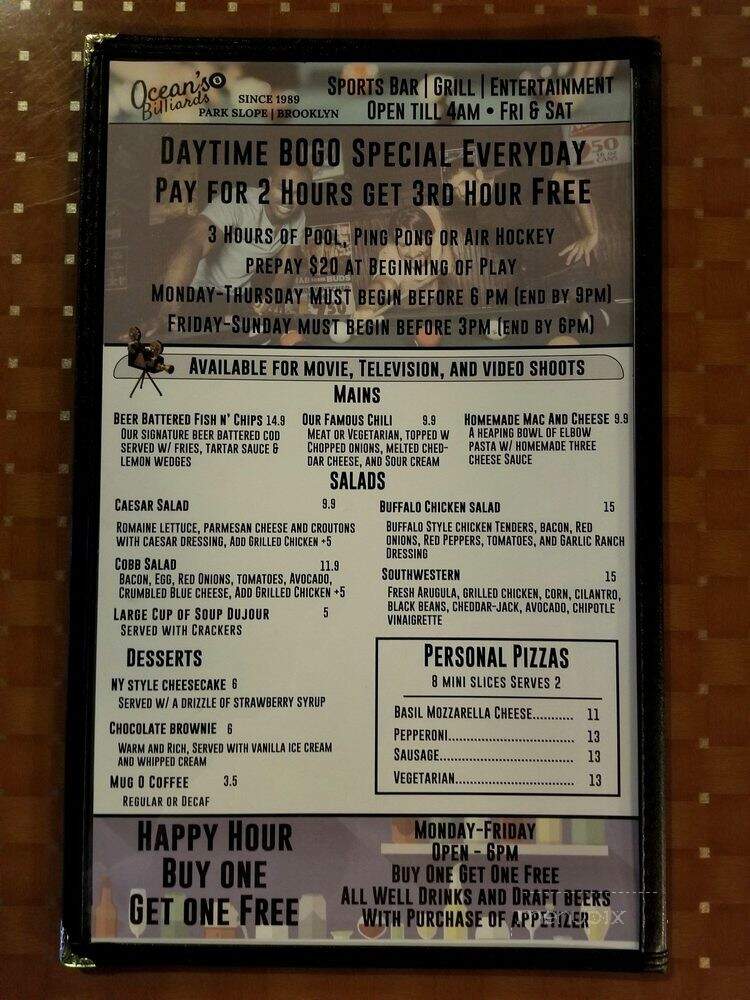 Ocean's 8
Billiards
SINCE 1989
PARK SLOPE | BROOKLYN
SPORTS BAR | GRILL | ENTERTAINMENT
OPEN TILL 4AM • FRI & SAT
DAYTIME BOGO SPECIAL EVERYDAY
PAY FOR 2 HOURS GET 3RD HOUR FREE
3 HOURS OF POOL, PING PONG OR AIR HOCKEY
PREPAY $20 AT BEGINNING OF PLAY
MONDAY-THURSDAY MUST BEGIN BEFORE 6 PM (END BY 9PM)
FRIDAY-SUNDAY MUST BEGIN BEFORE 3PM (END BY 6PM)
AVAILABLE FOR MOVIE, TELEVISION, AND VIDEO SHOOTS
MAINS
BEER BATTERED FISH N' CHIPS 14.9
OUR SIGNATURE BEER BATTERED COD
SERVED W/ FRIES, TARTAR SAUCE &
LEMON WEDGES
OUR FAMOUS CHILI 9.9
MEAT OR VEGETARIAN, TOPPED W
CHOPPED ONIONS, MELTED CHED-
DAR CHEESE, AND SOUR CREAM
HOMEMADE MAC AND CHEESE 9.9
A HEAPING BOWL OF ELBOW
PASTA W/ HOMEMADE THREE
CHEESE SAUCE
SALADS
CAESAR SALAD 9.9
ROMAINE LETTUCE, PARMESAN CHEESE AND CROUTONS
WITH CAESAR DRESSING, ADD GRILLED CHICKEN +5
COBB SALAD 11.9
BACON, EGG, RED ONIONS, TOMATOES, AVOCADO,
CRUMBLED BLUE CHEESE, ADD GRILLED CHICKEN +5
LARGE CUP OF SOUP DUJOUR 5
SERVED WITH CRACKERS
BUFFALO CHICKEN SALAD 15
BUFFALO STYLE CHICKEN TENDERS, BACON, RED
ONIONS, RED PEPPERS, TOMATOES, AND GARLIC RANCH
DRESSING
SOUTHWESTERN 15
FRESH ARUGULA, GRILLED CHICKEN, CORN, CILANTRO,
BLACK BEANS, CHEDDAR-JACK, AVOCADO, CHIPOTLE
VINAIGRETTE
DESSERTS
NY STYLE CHEESECAKE 6
SERVED W/ A DRIZZLE OF STRAWBERRY SYRUP
CHOCOLATE BROWNIE 6
WARM AND RICH, SERVED WITH VANILLA ICE CREAM
AND WHIPPED CREAM
MUG O COFFEE 3.5
REGULAR OR DECAF
PERSONAL PIZZAS
8 MINI SLICES SERVES 2
BASIL MOZZARELLA CHEESE.......... 11
PEPPERONI.............................. 13
SAUSAGE................................. 13
VEGETARIAN............................. 13
HAPPY HOUR
BUY ONE
GET ONE FREE
MONDAY-FRIDAY
OPEN - 6PM
BUY ONE GET ONE FREE
ALL WELL DRINKS AND DRAFT BEERS
WITH PURCHASE OF APPETIZER